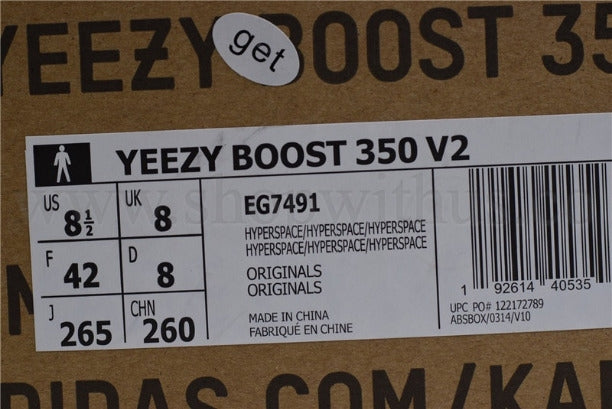 YEEZY BOOST 35
get
YEEZY BOOST 350 V2
US 8½ UK 8
F 42 D 8
J 265 CHN 260
EG7491
HYPERSPACE/HYPERSPACE/HYPERSPACE
HYPERSPACE/HYPERSPACE/HYPERSPACE
ORIGINALS
ORIGINALS
MADE IN CHINA
FABRIQUÉ EN CHINE
1 92614 40535
UPC PO# 122172789
ABSBOX/0314/V10
ADIDAS.COM/KAN